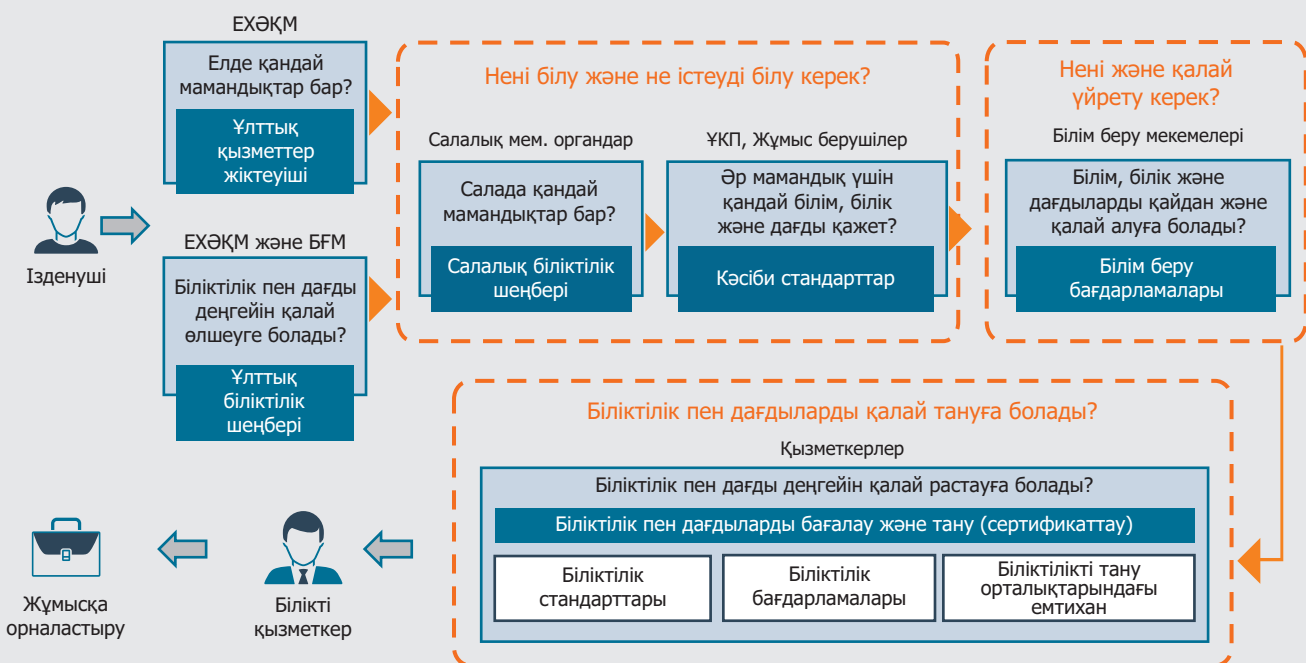 ЕХӘҚМ
Елде қандай
мамандықтар бар?
Ұлттық
қызметтер
жіктеуіші
Ізденуші
ЕХӘҚМ және БҒМ
Біліктілік пен дағды
деңгейін қалай
өлшеуге болады?
Ұлттық
біліктілік
шеңбері
Нені білу және не істеуді білу керек?
Салалық мем. органдар
Салада қандай
мамандықтар бар?
Салалық біліктілік
шеңбері
ҰКП, Жұмыс берушілер
Әр мамандық үшін
қандай білім, білік
және дағды қажет?
Кәсіби стандарттар
Нені және қалай
үйрету керек?
Білім беру мекемелері
Білім, білік және
дағдыларды қайдан және
қалай алуға болады?
Білім беру
бағдарламалары
Біліктілік пен дағдыларды қалай тануға болады?
Қызметкерлер
Біліктілік пен дағды деңгейін қалай растауға болады?
Біліктілік пен дағдыларды бағалау және тану (сертификаттау)
Біліктілік
стандарттары
Біліктілік
бағдарламалары
Біліктілікті тану
орталықтарындағы
емтихан
Білікті
қызметкер
Жұмысқа
орналастыру